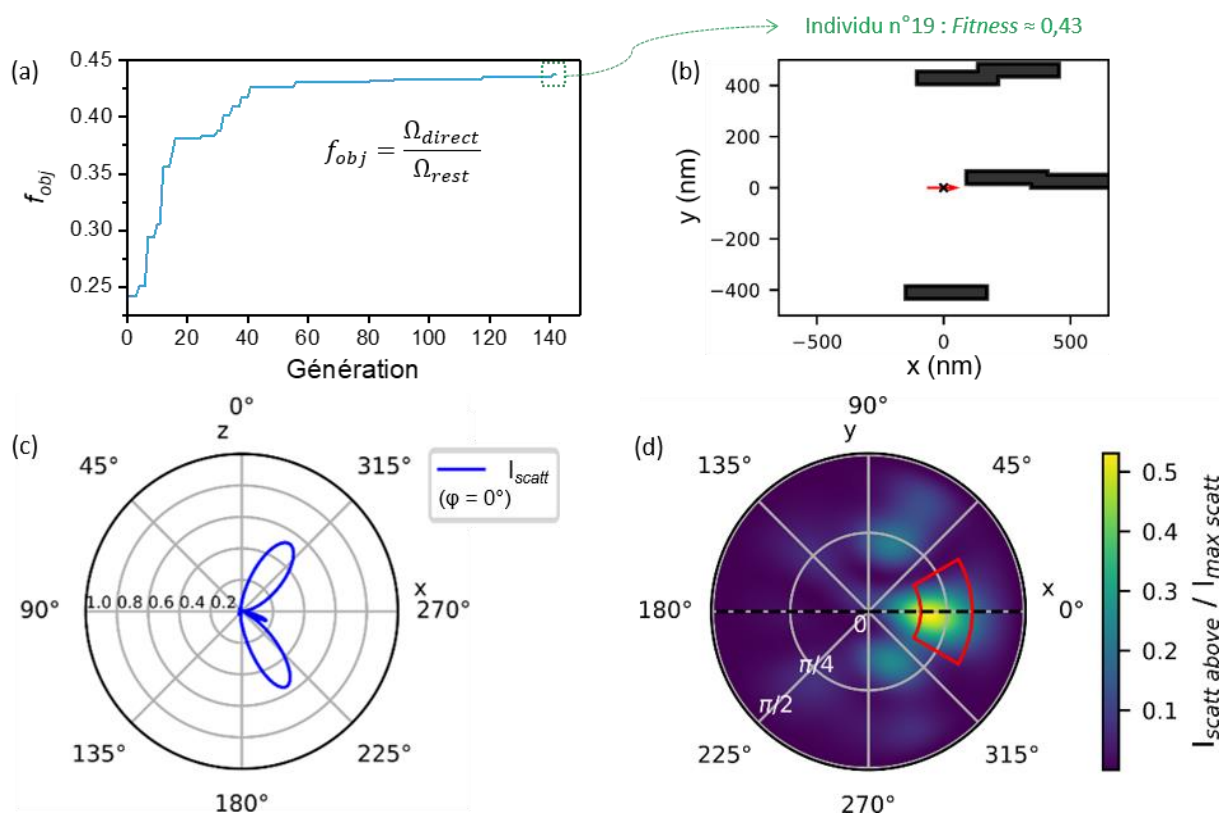 Individu n°19 : Fitness ≈ 0,43
(a)
0.45
0.40
0.35
0.30
0.25
f_obj
f_obj = Ω_direct / Ω_rest
0 20 40 60 80 100 120 140
Génération
(b)
400
200
0
−200
−400
y (nm)
−500 0 500
x (nm)
(c)
0°
z
45°
315°
I_scatt
(φ = 0°)
90°
1.0 0.8 0.6 0.4 0.2
x
270°
135°
225°
180°
(d)
90°
y
135°
45°
180°
x
0°
0
π/4
π/2
225°
315°
270°
0.5
0.4
0.3
0.2
0.1
I_scatt above / I_max scatt